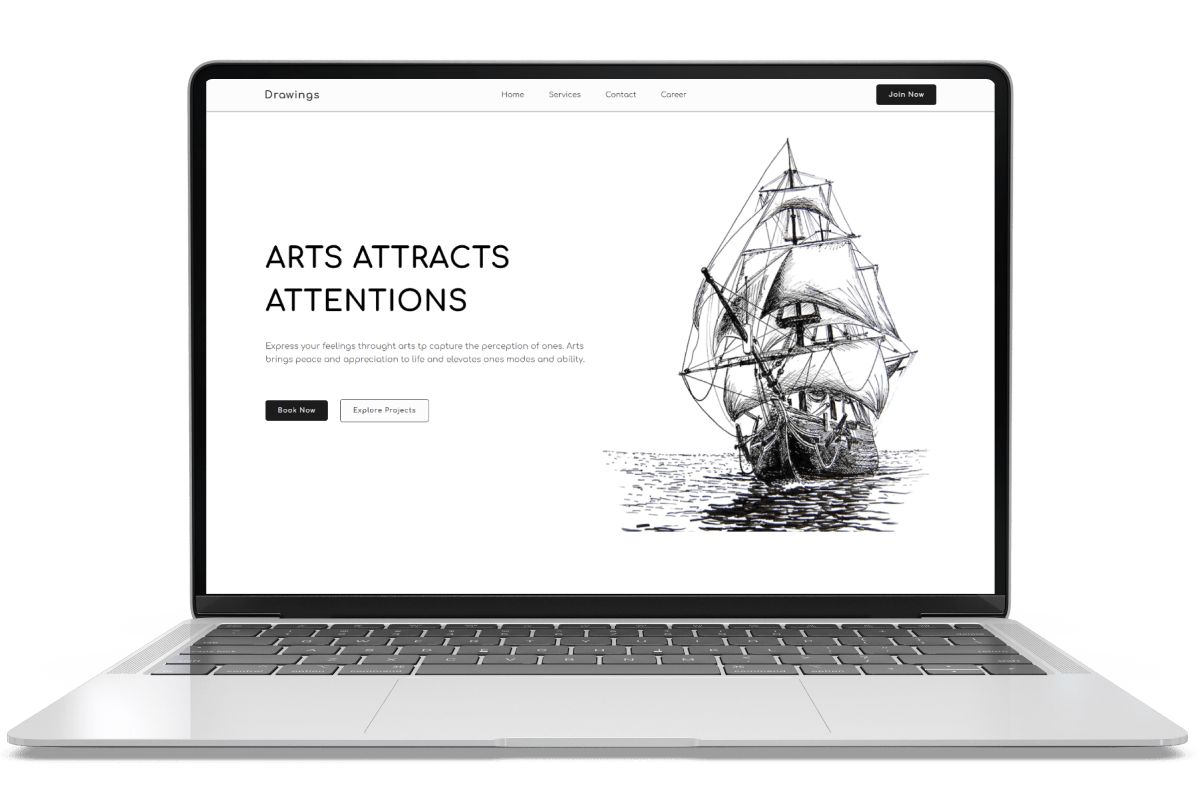 Drawings
Home Services Contact Career
Join Now
ARTS ATTRACTS
ATTENTIONS
Express your feelings throught arts tp capture the perception of ones. Arts
brings peace and appreciation to life and elevates ones modes and ability.
Book Now
Explore Projects